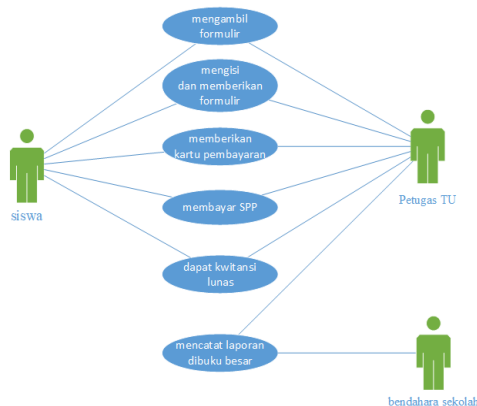 mengambil
formulir
mengisi
dan memberikan
formulir
memberikan
kartu pembayaran
siswa
Petugas TU
membayar SPP
dapat kwitansi
lunas
mencatat laporan
dibuku besar
bendahara sekolah